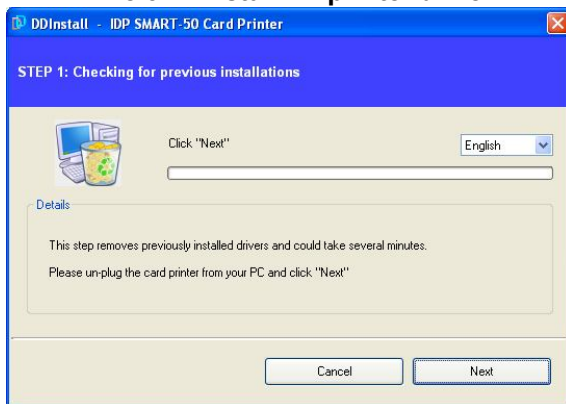 DDInstall - IDP SMART-50 Card Printer
STEP 1: Checking for previous installations
Click "Next"
English
Details
This step removes previously installed drivers and could take several minutes.
Please un-plug the card printer from your PC and click "Next"
Cancel
Next